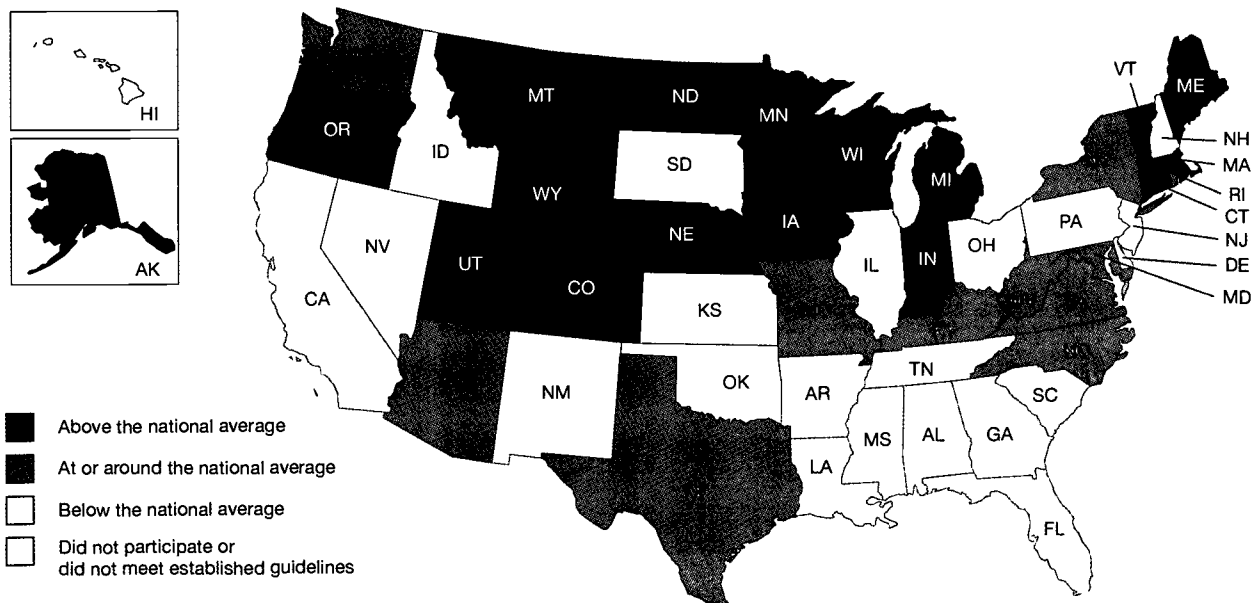 HI
AK
MT
ND
MN
VT
ME
OR
ID
SD
WI
MI
NH
MA
WY
RI
CT
NV
UT
NE
IA
PA
NJ
CO
IL
IN
OH
DE
MD
CA
KS
NM
OK
AR
TN
SC
MS
AL
GA
LA
FL
Above the national average
At or around the national average
Below the national average
Did not participate or
did not meet established guidelines